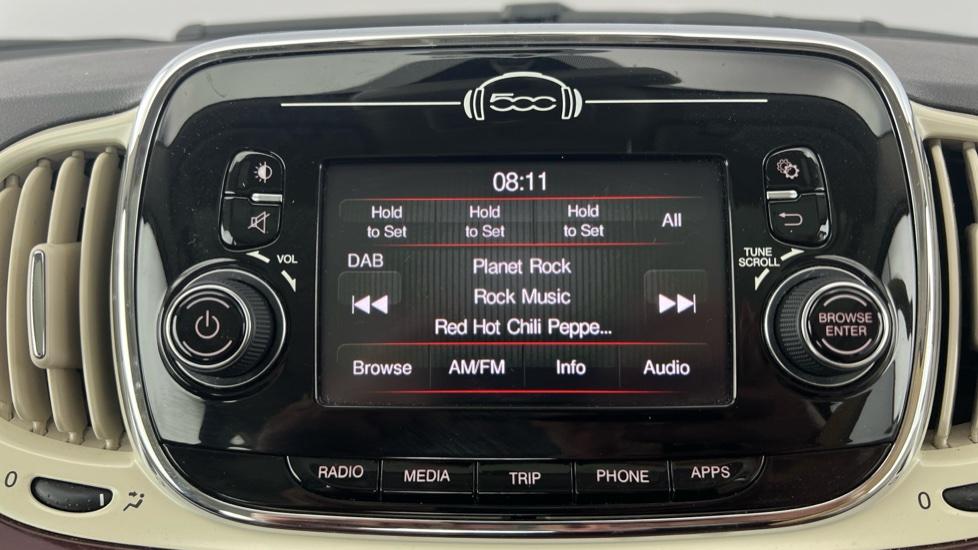 500
08:11
Hold to Set
Hold to Set
Hold to Set
All
VOL
TUNE
SCROLL
DAB
Planet Rock
Rock Music
Red Hot Chili Peppe...
BROWSE
ENTER
Browse
AM/FM
Info
Audio
RADIO
MEDIA
TRIP
PHONE
APPS
0
0